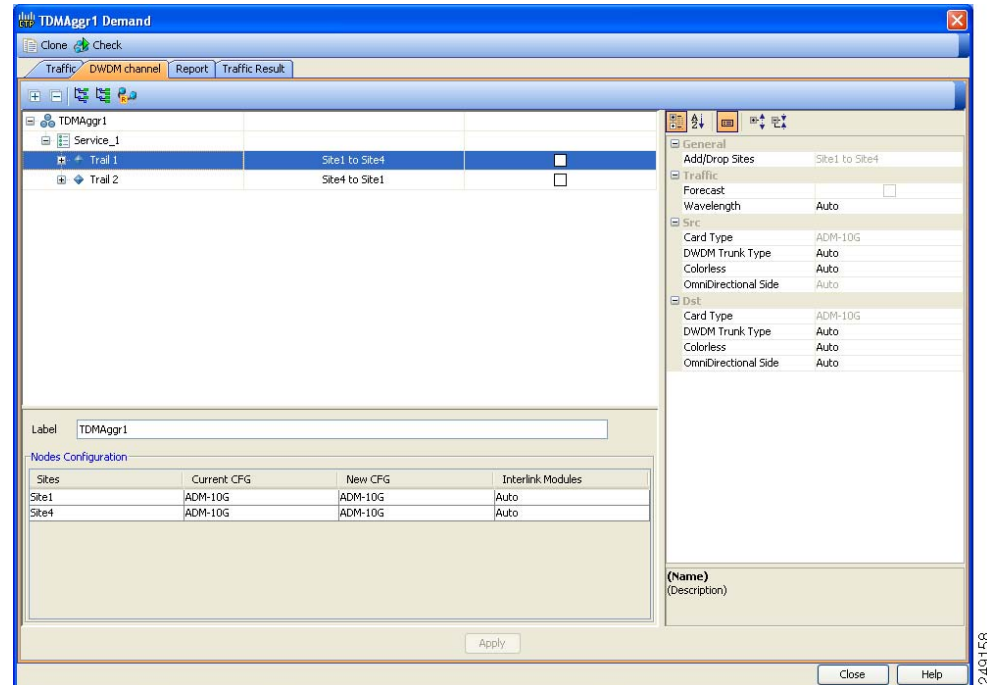 TDMAggr1 Demand
Clone Check
Traffic DWDM channel Report Traffic Result
TDMAggr1
Service_1
Trail 1 Site1 to Site4
Trail 2 Site4 to Site1
General
Add/Drop Sites Site1 to Site4
Traffic
Forecast
Wavelength Auto
Src
Card Type ADM-10G
DWDM Trunk Type Auto
Colorless Auto
OmniDirectional Side Auto
Dst
Card Type ADM-10G
DWDM Trunk Type Auto
Colorless Auto
OmniDirectional Side Auto
Label TDMAggr1
Nodes Configuration
Sites Current CFG New CFG Interlink Modules
Site1 ADM-10G ADM-10G Auto
Site4 ADM-10G ADM-10G Auto
(Name)
(Description)
Apply
Close Help
249158